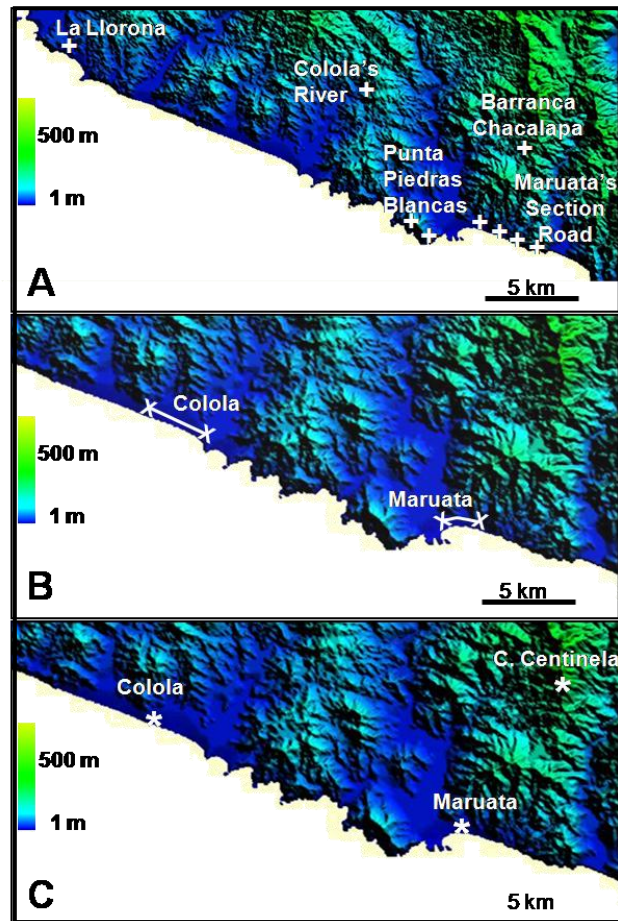 La Llorona
Colola's
River
Barranca
Chacalapa
500 m
Punta
Piedras
Blancas
Maruata's
Section
Road
1 m
A
5 km
Colola
500 m
Maruata
1 m
B
5 km
C. Centinela
Colola
500 m
Maruata
1 m
C
5 km